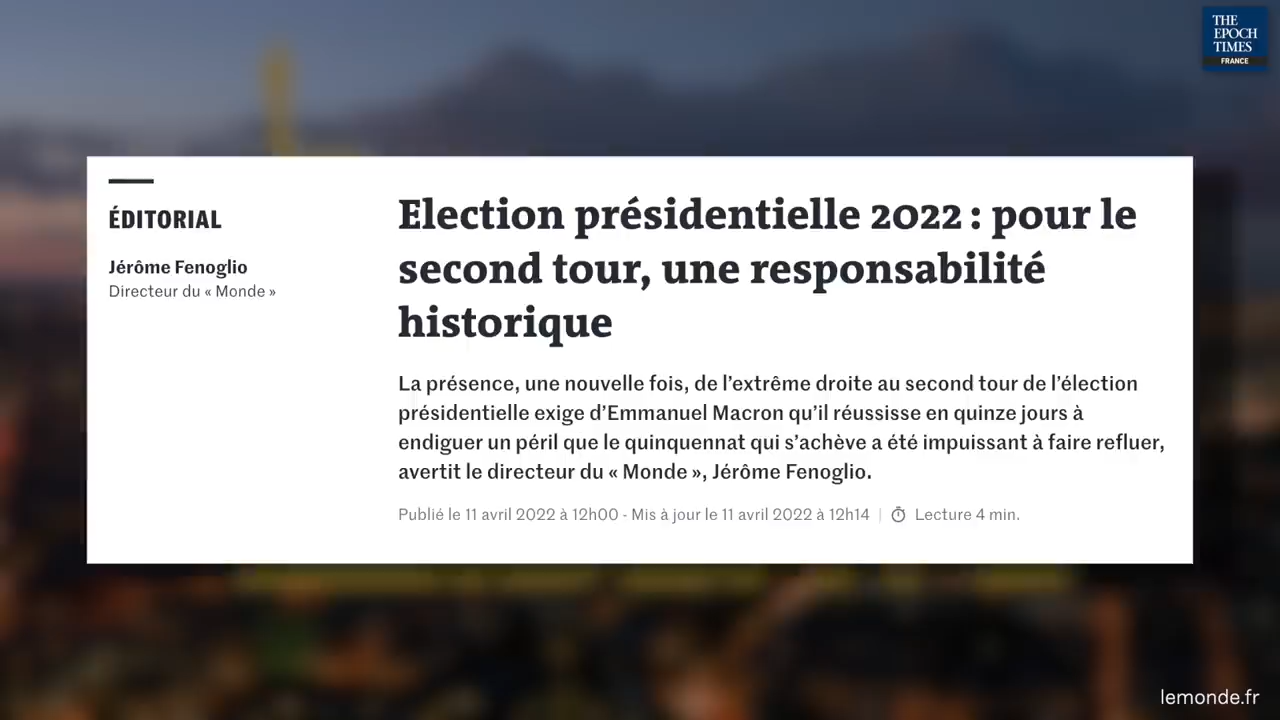 THE
EPOCH
TIMES
FRANCE
ÉDITORIAL
Jérôme Fenoglio
Directeur du « Monde »
Election présidentielle 2022 : pour le
second tour, une responsabilité
historique
La présence, une nouvelle fois, de l’extrême droite au second tour de l’élection
présidentielle exige d’Emmanuel Macron qu’il réussisse en quinze jours à
endiguer un péril que le quinquennat qui s’achève a été impuissant à faire refluer,
avertit le directeur du « Monde », Jérôme Fenoglio.
Publié le 11 avril 2022 à 12h00 - Mis à jour le 11 avril 2022 à 12h14 | Lecture 4 min.
lemonde.fr